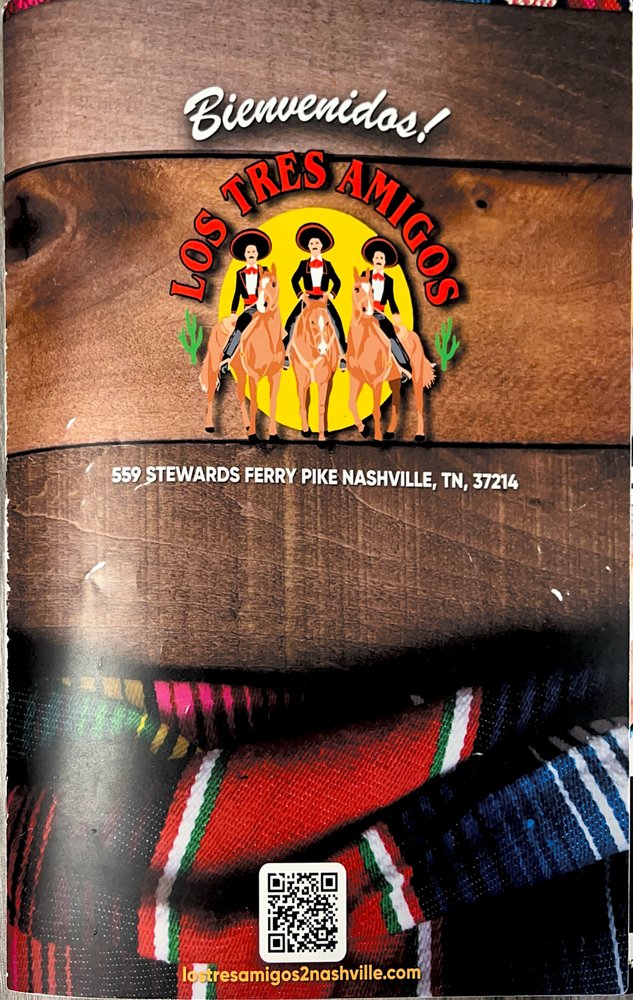 Bienvenidos!
LOS TRES AMIGOS
559 STEWARDS FERRY PIKE NASHVILLE, TN, 37214
lostresamigos2nashville.com